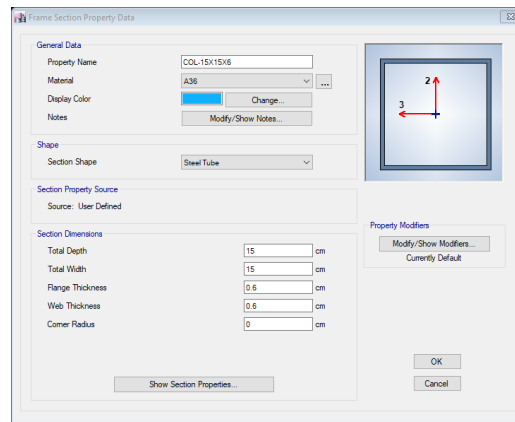 Frame Section Property Data
General Data
Property Name COL-15X15X6
Material A36 ...
Display Color Change...
Notes Modify/Show Notes...
Shape
Section Shape Steel Tube
Section Property Source
Source: User Defined
Section Dimensions
Total Depth 15 cm
Total Width 15 cm
Flange Thickness 0.6 cm
Web Thickness 0.6 cm
Corner Radius 0 cm
Show Section Properties...
2
3
Property Modifiers
Modify/Show Modifiers...
Currently Default
OK
Cancel